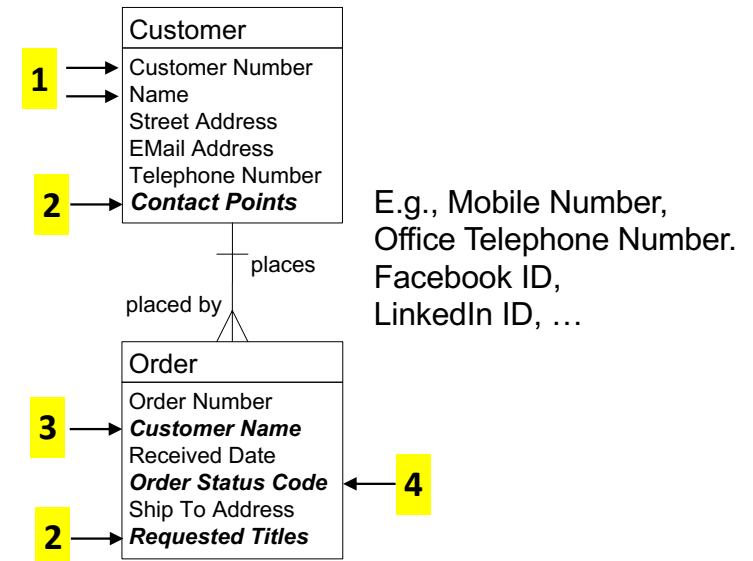 Customer
1
Customer Number
Name
Street Address
EMail Address
Telephone Number
2
Contact Points
E.g., Mobile Number,
Office Telephone Number.
Facebook ID,
LinkedIn ID, …
places
placed by
Order
Order Number
3
Customer Name
Received Date
Order Status Code
4
Ship To Address
2
Requested Titles